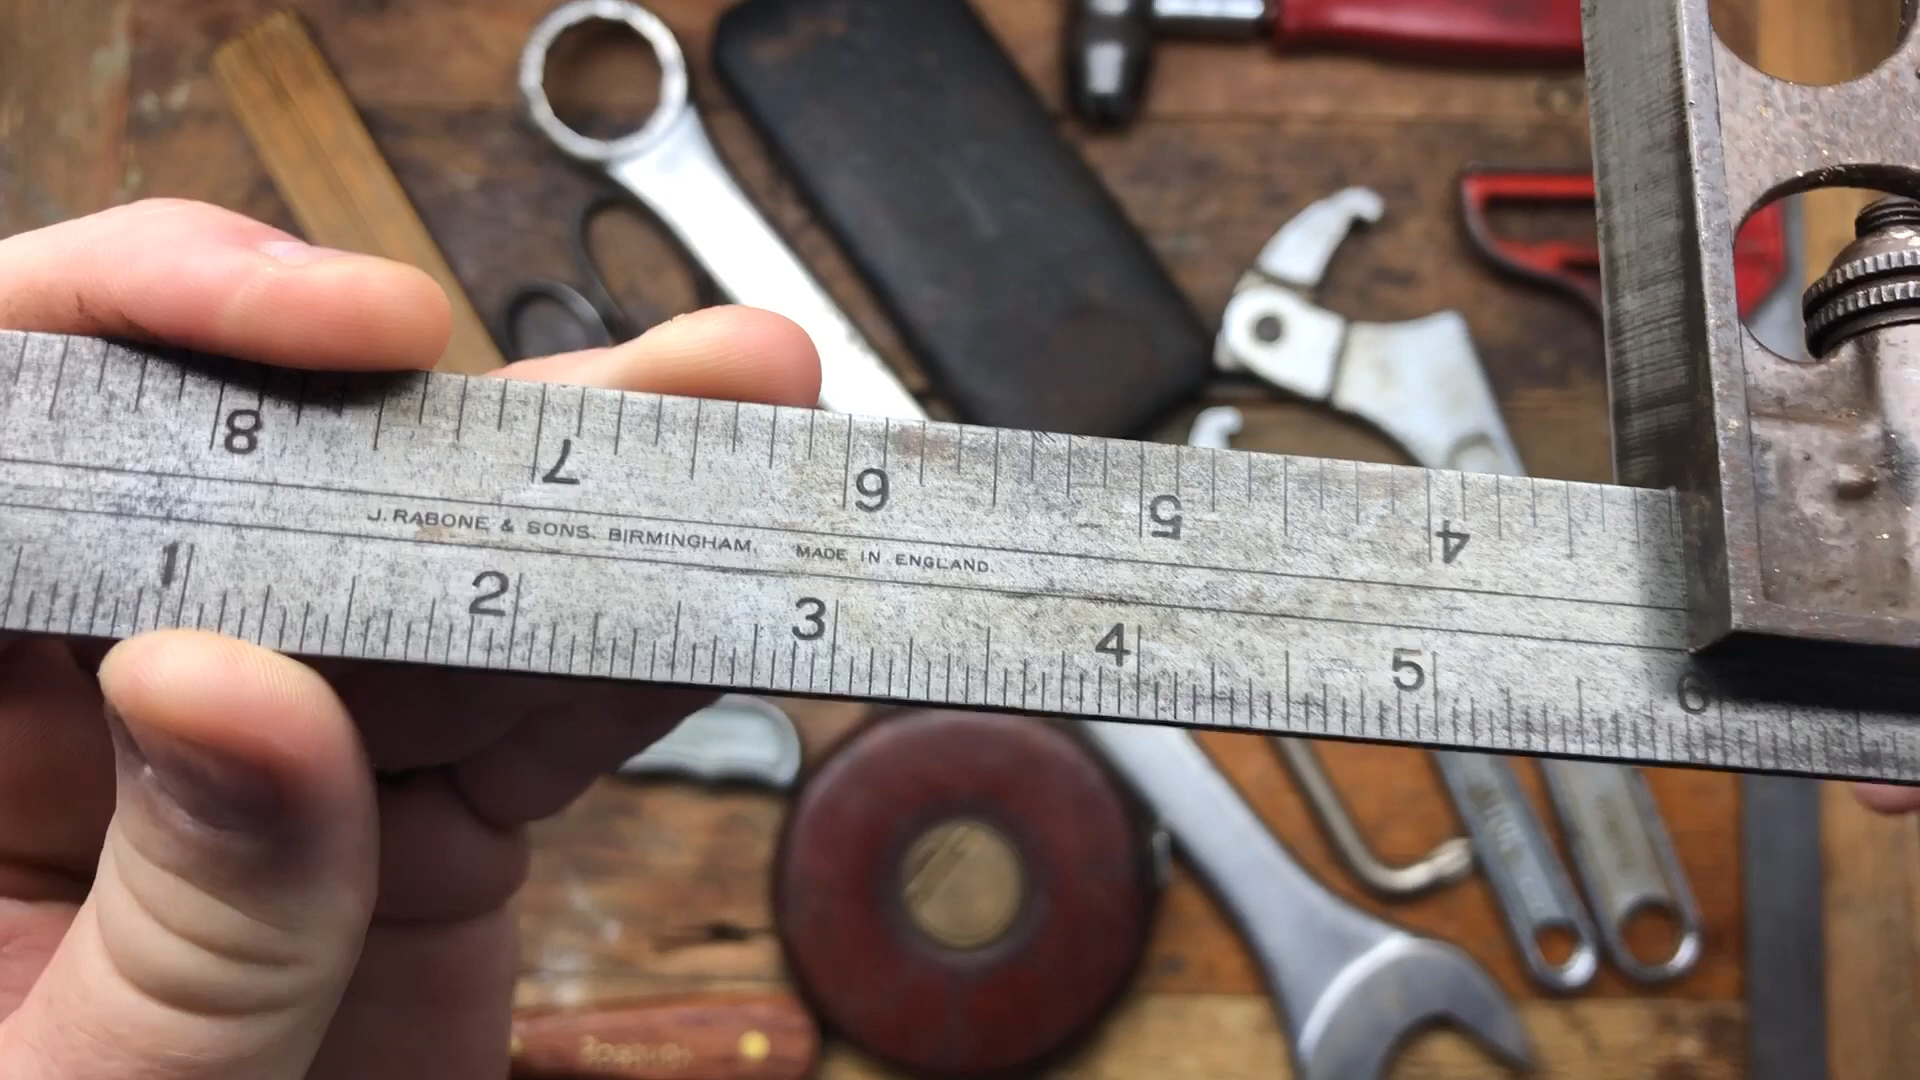 8 7 6 5 4
J. RABONE & SONS. BIRMINGHAM, MADE IN ENGLAND.
1 2 3 4 5 6